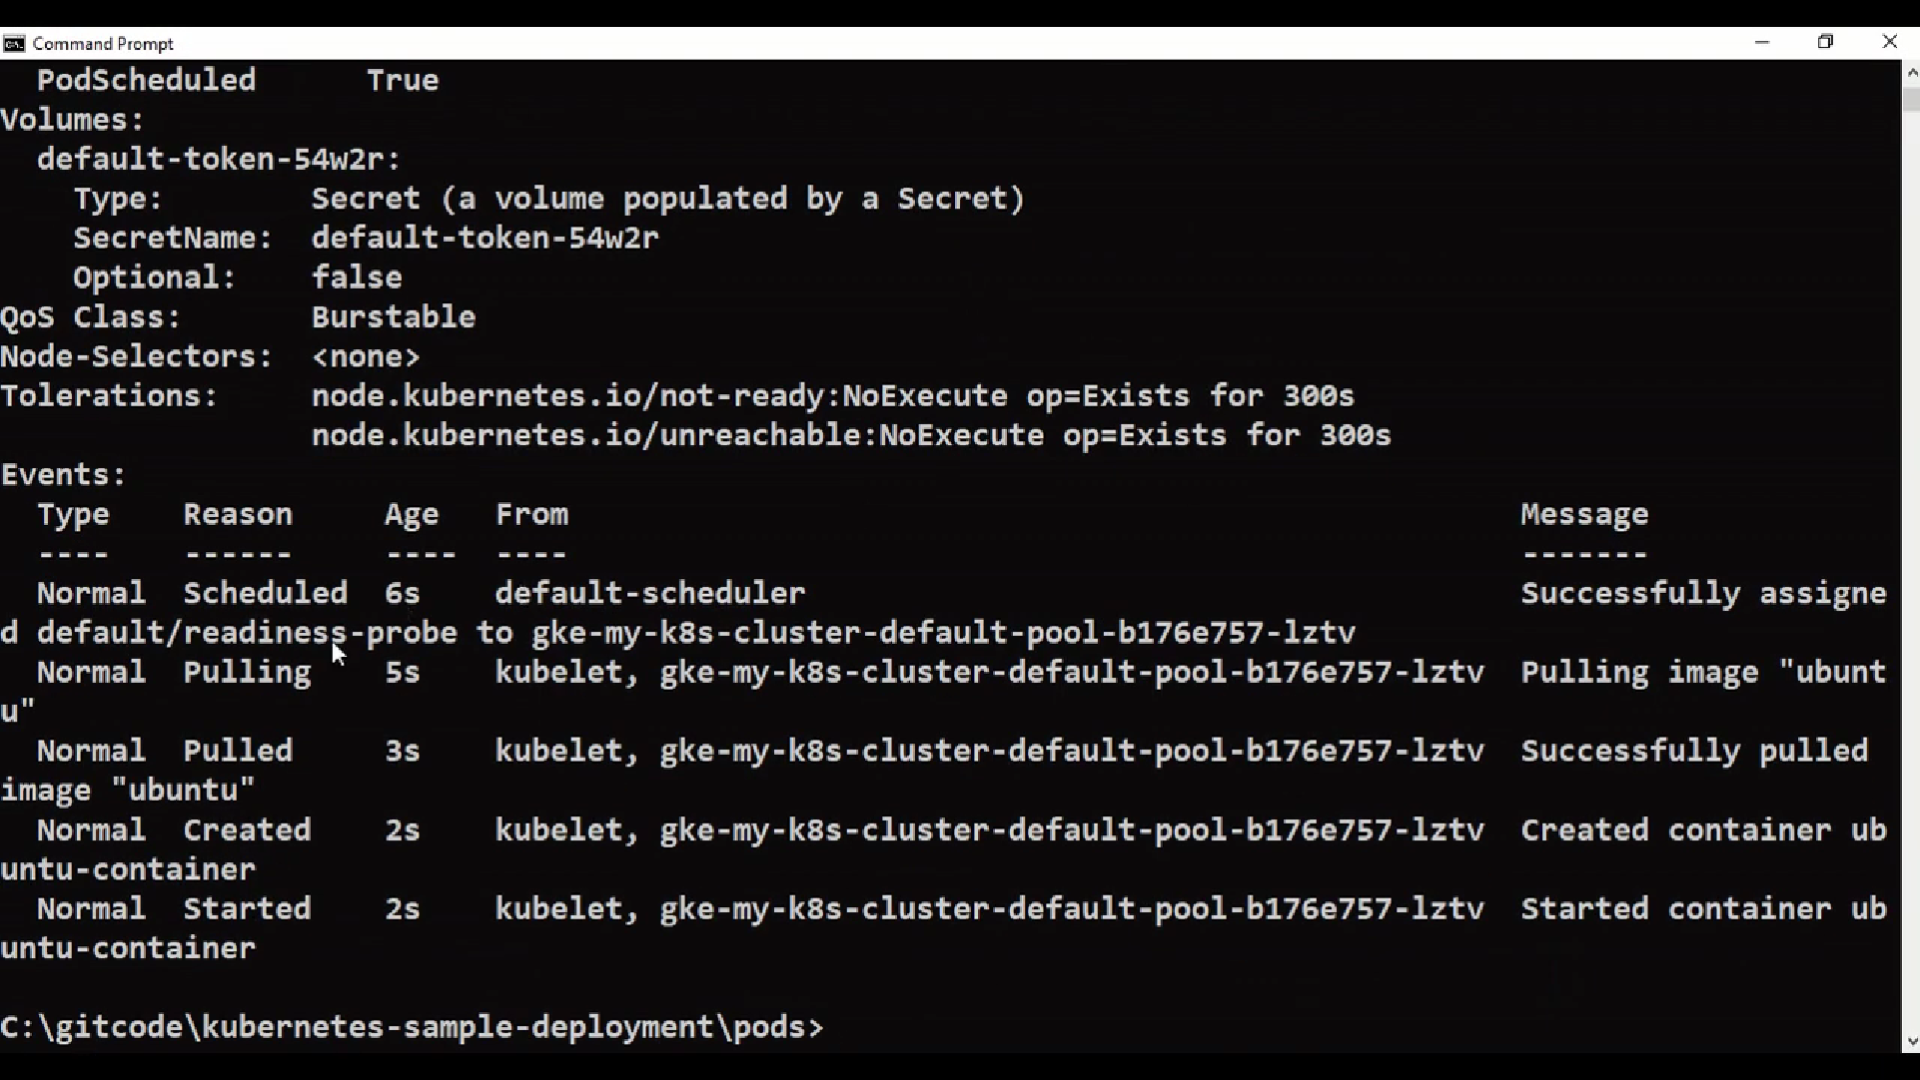 Command Prompt
PodScheduled True
Volumes:
default-token-54w2r:
Type: Secret (a volume populated by a Secret)
SecretName: default-token-54w2r
Optional: false
QoS Class: Burstable
Node-Selectors: <none>
Tolerations: node.kubernetes.io/not-ready:NoExecute op=Exists for 300s
node.kubernetes.io/unreachable:NoExecute op=Exists for 300s
Events:
Type Reason Age From Message
---- ------ ---- ---- -------
Normal Scheduled 6s default-scheduler Successfully assigne
d default/readiness-probe to gke-my-k8s-cluster-default-pool-b176e757-lztv
Normal Pulling 5s kubelet, gke-my-k8s-cluster-default-pool-b176e757-lztv Pulling image "ubunt
u"
Normal Pulled 3s kubelet, gke-my-k8s-cluster-default-pool-b176e757-lztv Successfully pulled
image "ubuntu"
Normal Created 2s kubelet, gke-my-k8s-cluster-default-pool-b176e757-lztv Created container ub
untu-container
Normal Started 2s kubelet, gke-my-k8s-cluster-default-pool-b176e757-lztv Started container ub
untu-container
C:\gitcode\kubernetes-sample-deployment\pods>